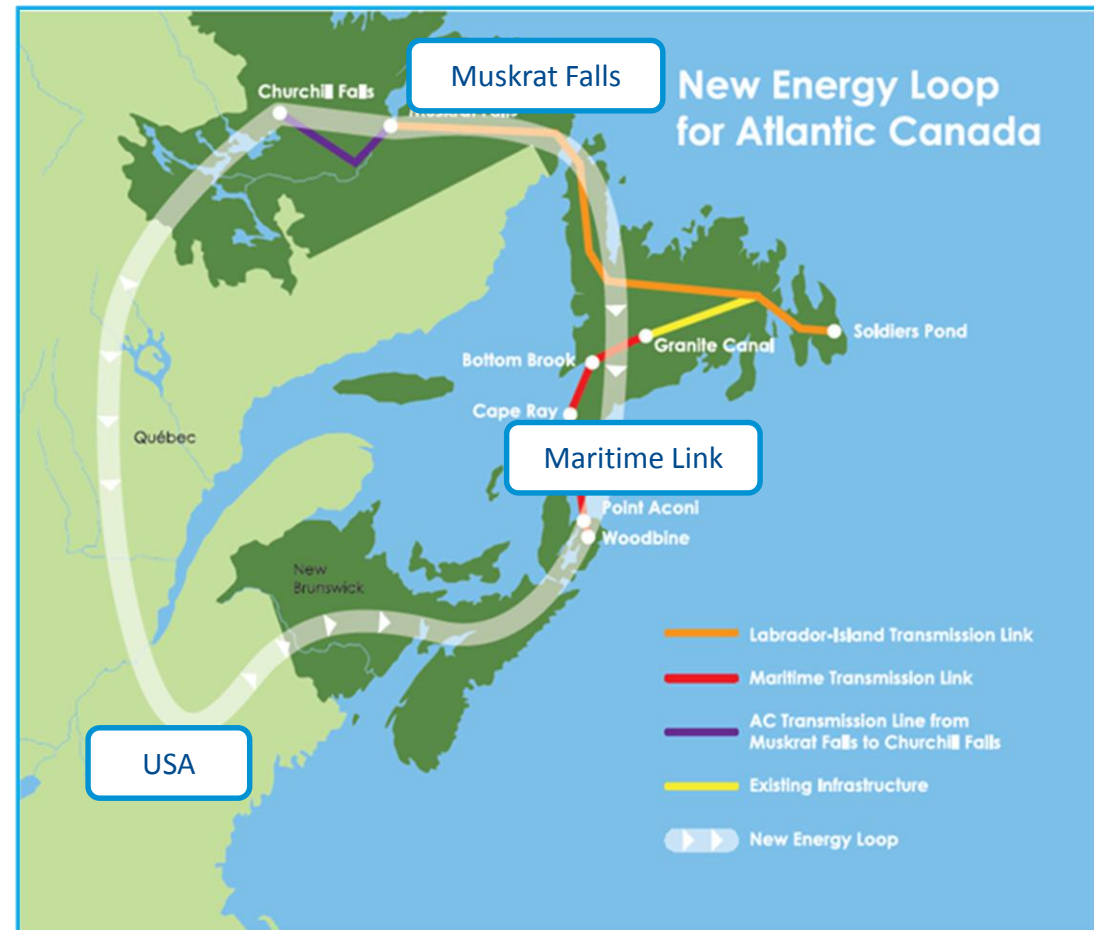 Muskrat Falls
New Energy Loop
for Atlantic Canada
Churchill Falls
Muskrat Falls
Soldiers Pond
Granite Canal
Bottom Brook
Cape Ray
Québec
Maritime Link
Point Aconi
Woodbine
New
Brunswick
Labrador-Island Transmission Link
Maritime Transmission Link
AC Transmission Line from
Muskrat Falls to Churchill Falls
USA
Existing Infrastructure
New Energy Loop